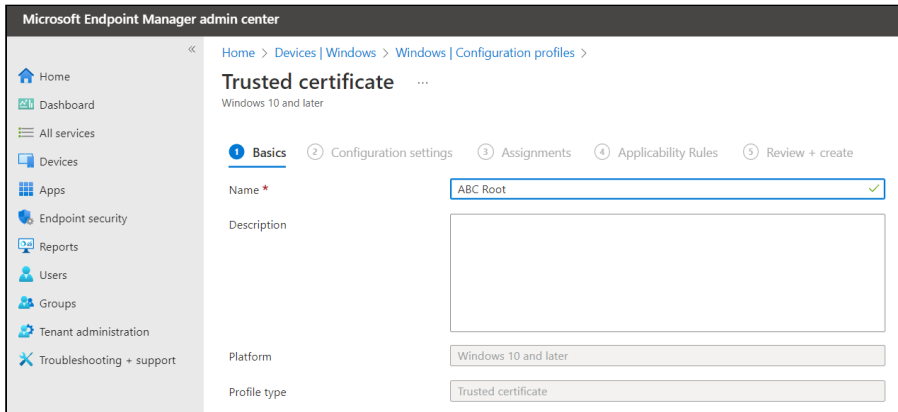 Microsoft Endpoint Manager admin center
«
Home > Devices | Windows > Windows | Configuration profiles >
Trusted certificate ...
Windows 10 and later
Home
Dashboard
All services
Devices
Apps
Endpoint security
Reports
Users
Groups
Tenant administration
Troubleshooting + support
1 Basics 2 Configuration settings 3 Assignments 4 Applicability Rules 5 Review + create
Name * ABC Root
Description
Platform Windows 10 and later
Profile type Trusted certificate